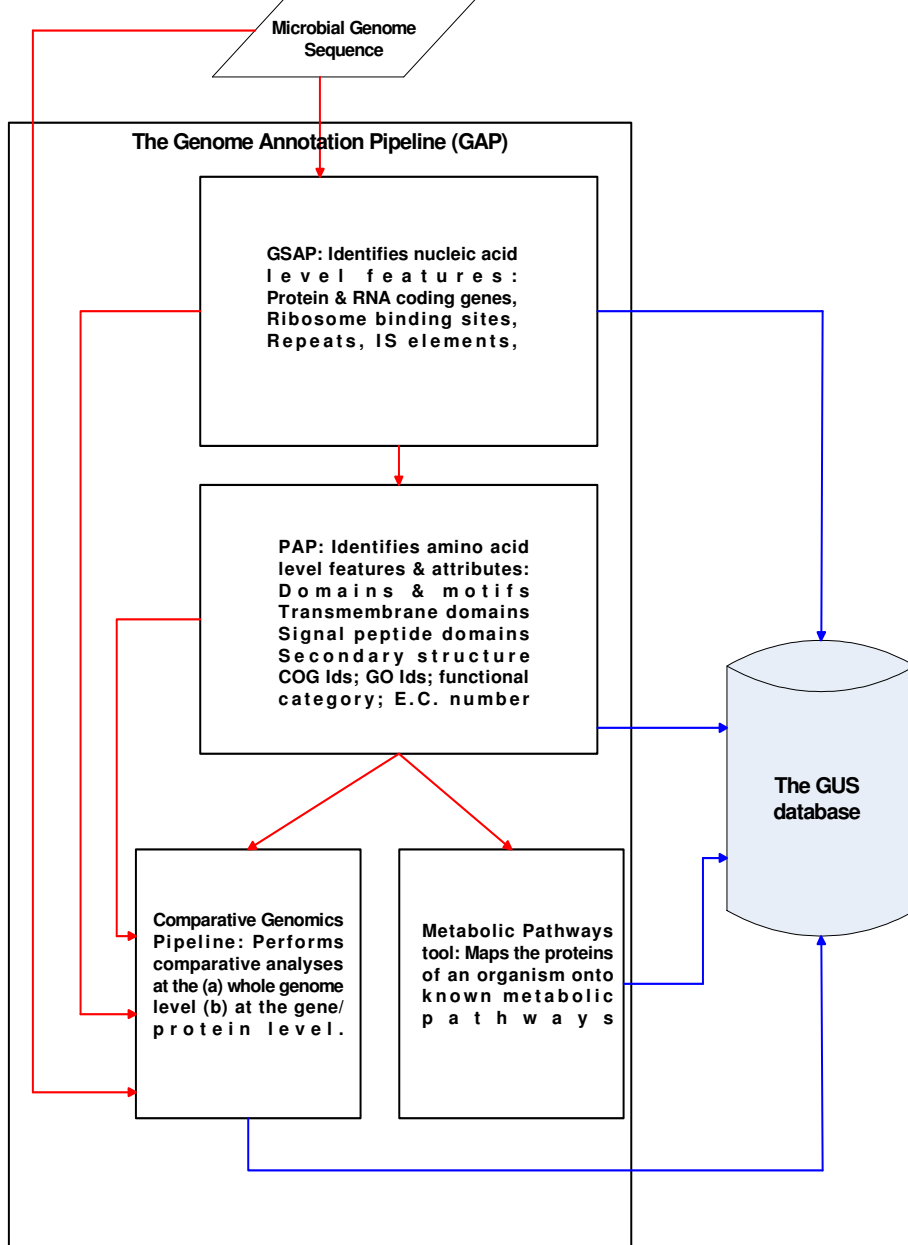 Microbial Genome
Sequence
The Genome Annotation Pipeline (GAP)
GSAP: Identifies nucleic acid
level features:
Protein & RNA coding genes,
Ribosome binding sites,
Repeats, IS elements,
PAP: Identifies amino acid
level features & attributes:
Domains & motifs
Transmembrane domains
Signal peptide domains
Secondary structure
COG Ids; GO Ids; functional
category; E.C. number
The GUS
database
Comparative Genomics
Pipeline: Performs
comparative analyses
at the (a) whole genome
level (b) at the gene/
protein level.
Metabolic Pathways
tool: Maps the proteins
of an organism onto
known metabolic
pathways